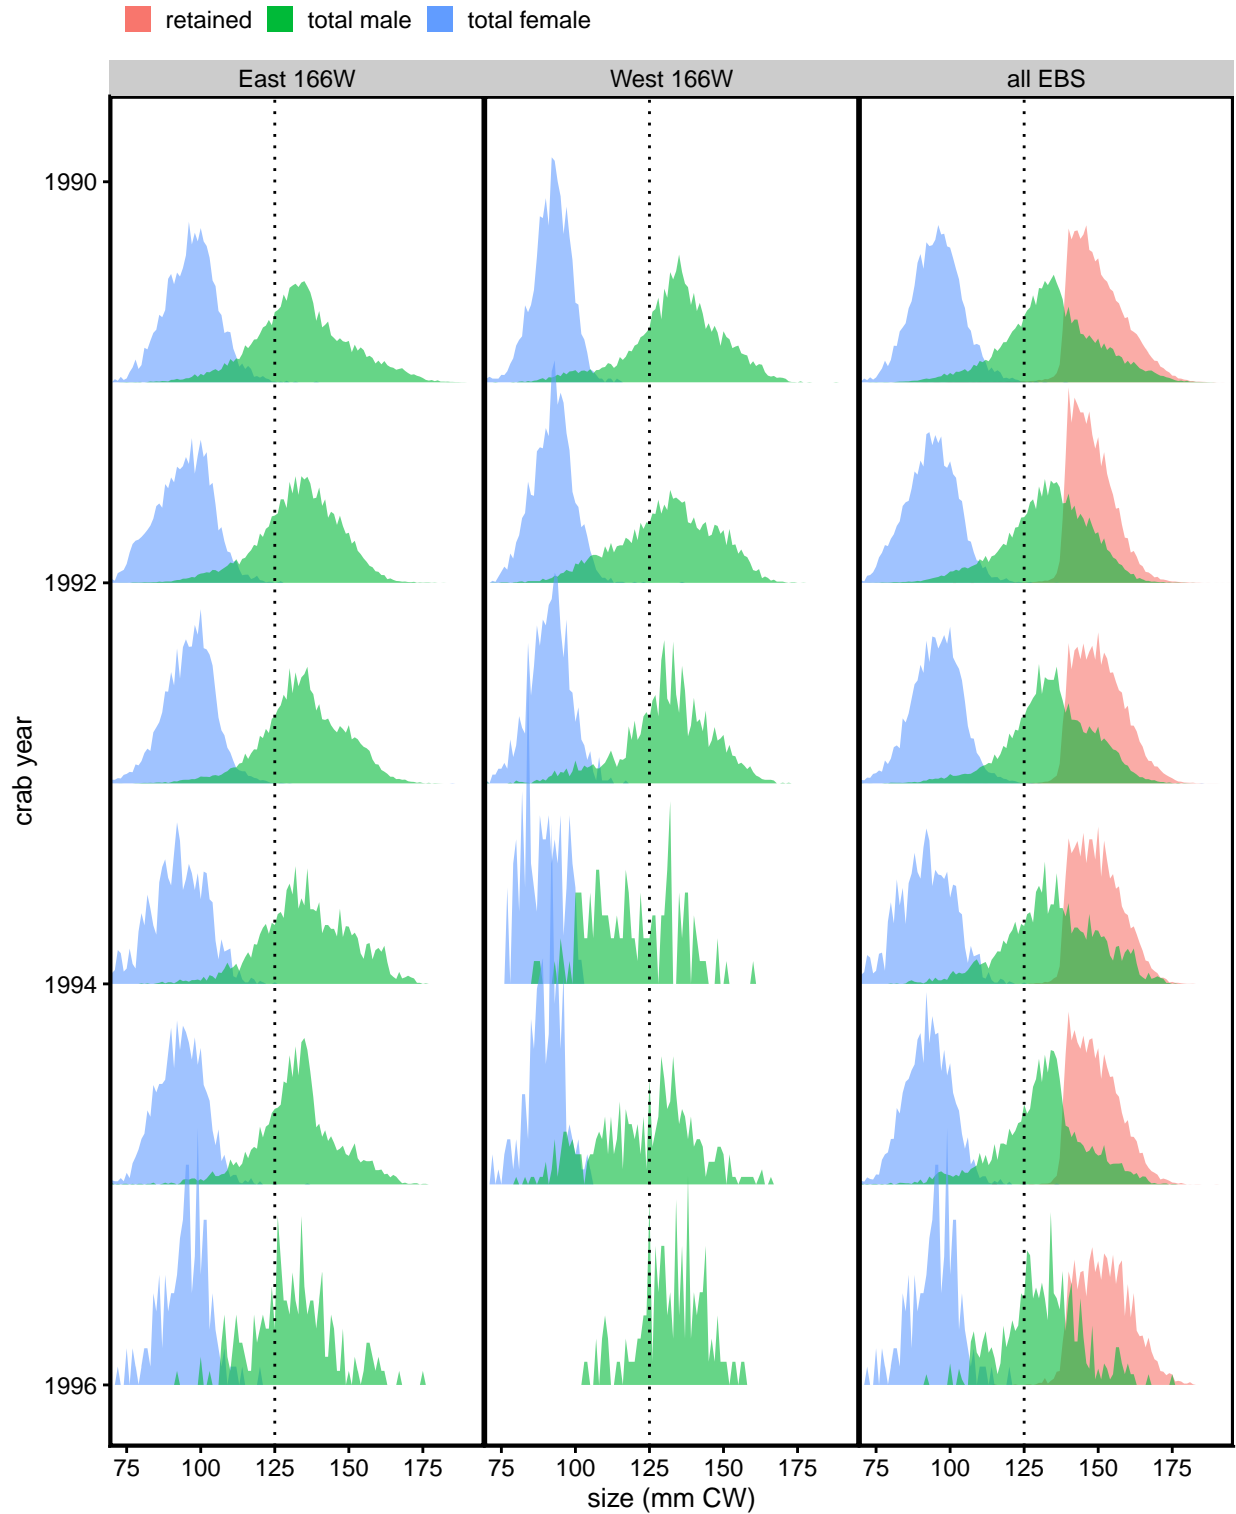 retained total male total female
East 166W West 166W all EBS
1990
1992
1994
1996
crab year
75 100 125 150 175 75 100 125 150 175 75 100 125 150 175
size (mm CW)